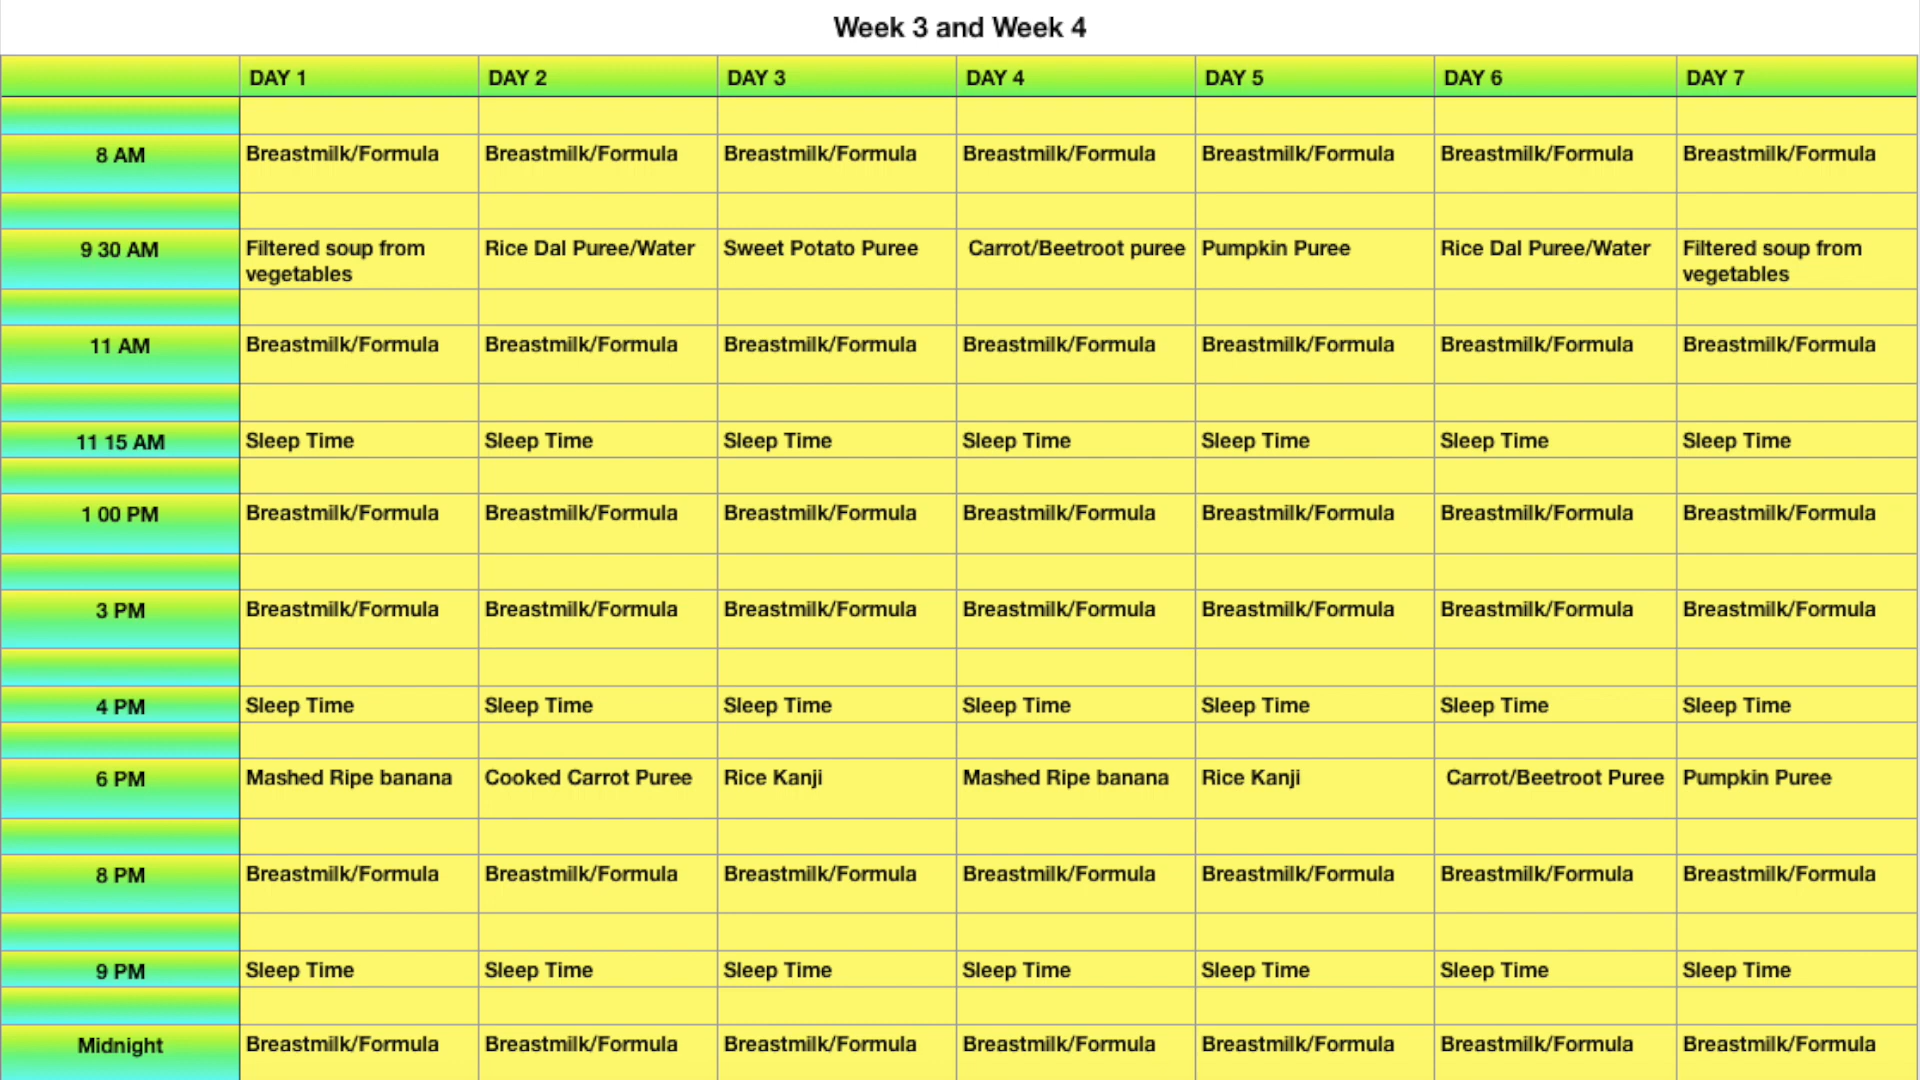 Week 3 and Week 4
DAY 1 DAY 2 DAY 3 DAY 4 DAY 5 DAY 6 DAY 7
8 AM Breastmilk/Formula Breastmilk/Formula Breastmilk/Formula Breastmilk/Formula Breastmilk/Formula Breastmilk/Formula Breastmilk/Formula
9 30 AM Filtered soup from Rice Dal Puree/Water Sweet Potato Puree Carrot/Beetroot puree Pumpkin Puree Rice Dal Puree/Water Filtered soup from
vegetables vegetables
11 AM Breastmilk/Formula Breastmilk/Formula Breastmilk/Formula Breastmilk/Formula Breastmilk/Formula Breastmilk/Formula Breastmilk/Formula
11 15 AM Sleep Time Sleep Time Sleep Time Sleep Time Sleep Time Sleep Time Sleep Time
1 00 PM Breastmilk/Formula Breastmilk/Formula Breastmilk/Formula Breastmilk/Formula Breastmilk/Formula Breastmilk/Formula Breastmilk/Formula
3 PM Breastmilk/Formula Breastmilk/Formula Breastmilk/Formula Breastmilk/Formula Breastmilk/Formula Breastmilk/Formula Breastmilk/Formula
4 PM Sleep Time Sleep Time Sleep Time Sleep Time Sleep Time Sleep Time Sleep Time
6 PM Mashed Ripe banana Cooked Carrot Puree Rice Kanji Mashed Ripe banana Rice Kanji Carrot/Beetroot Puree Pumpkin Puree
8 PM Breastmilk/Formula Breastmilk/Formula Breastmilk/Formula Breastmilk/Formula Breastmilk/Formula Breastmilk/Formula Breastmilk/Formula
9 PM Sleep Time Sleep Time Sleep Time Sleep Time Sleep Time Sleep Time Sleep Time
Midnight Breastmilk/Formula Breastmilk/Formula Breastmilk/Formula Breastmilk/Formula Breastmilk/Formula Breastmilk/Formula Breastmilk/Formula